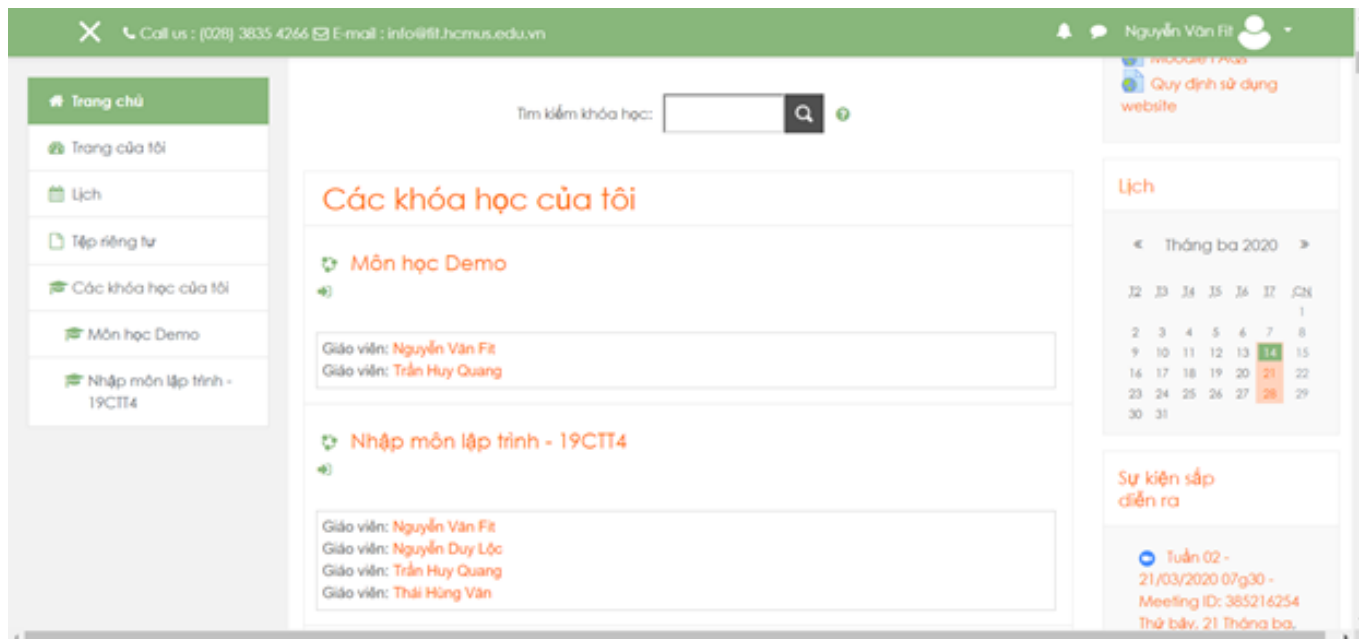 Call us : (028) 3835 4266 E-mail : info@fit.hcmus.edu.vn
Nguyễn Văn Fit
Trang chủ
Trang của tôi
Lịch
Tệp riêng tư
Các khóa học của tôi
Môn học Demo
Nhập môn lập trình -
19CTT4
Tìm kiếm khóa học:
Các khóa học của tôi
Môn học Demo
Giáo viên: Nguyễn Văn Fit
Giáo viên: Trần Huy Quang
Nhập môn lập trình - 19CTT4
Giáo viên: Nguyễn Văn Fit
Giáo viên: Nguyễn Duy Lộc
Giáo viên: Trần Huy Quang
Giáo viên: Thái Hùng Văn
Moodle FAQs
Quy định sử dụng
website
Lịch
« Tháng ba 2020 »
T2 T3 T4 T5 T6 T7 CN
1
2 3 4 5 6 7 8
9 10 11 12 13 14 15
16 17 18 19 20 21 22
23 24 25 26 27 28 29
30 31
Sự kiện sắp
diễn ra
Tuần 02 -
21/03/2020 07g30 -
Meeting ID: 385216254
Thứ bảy, 21 Tháng ba,